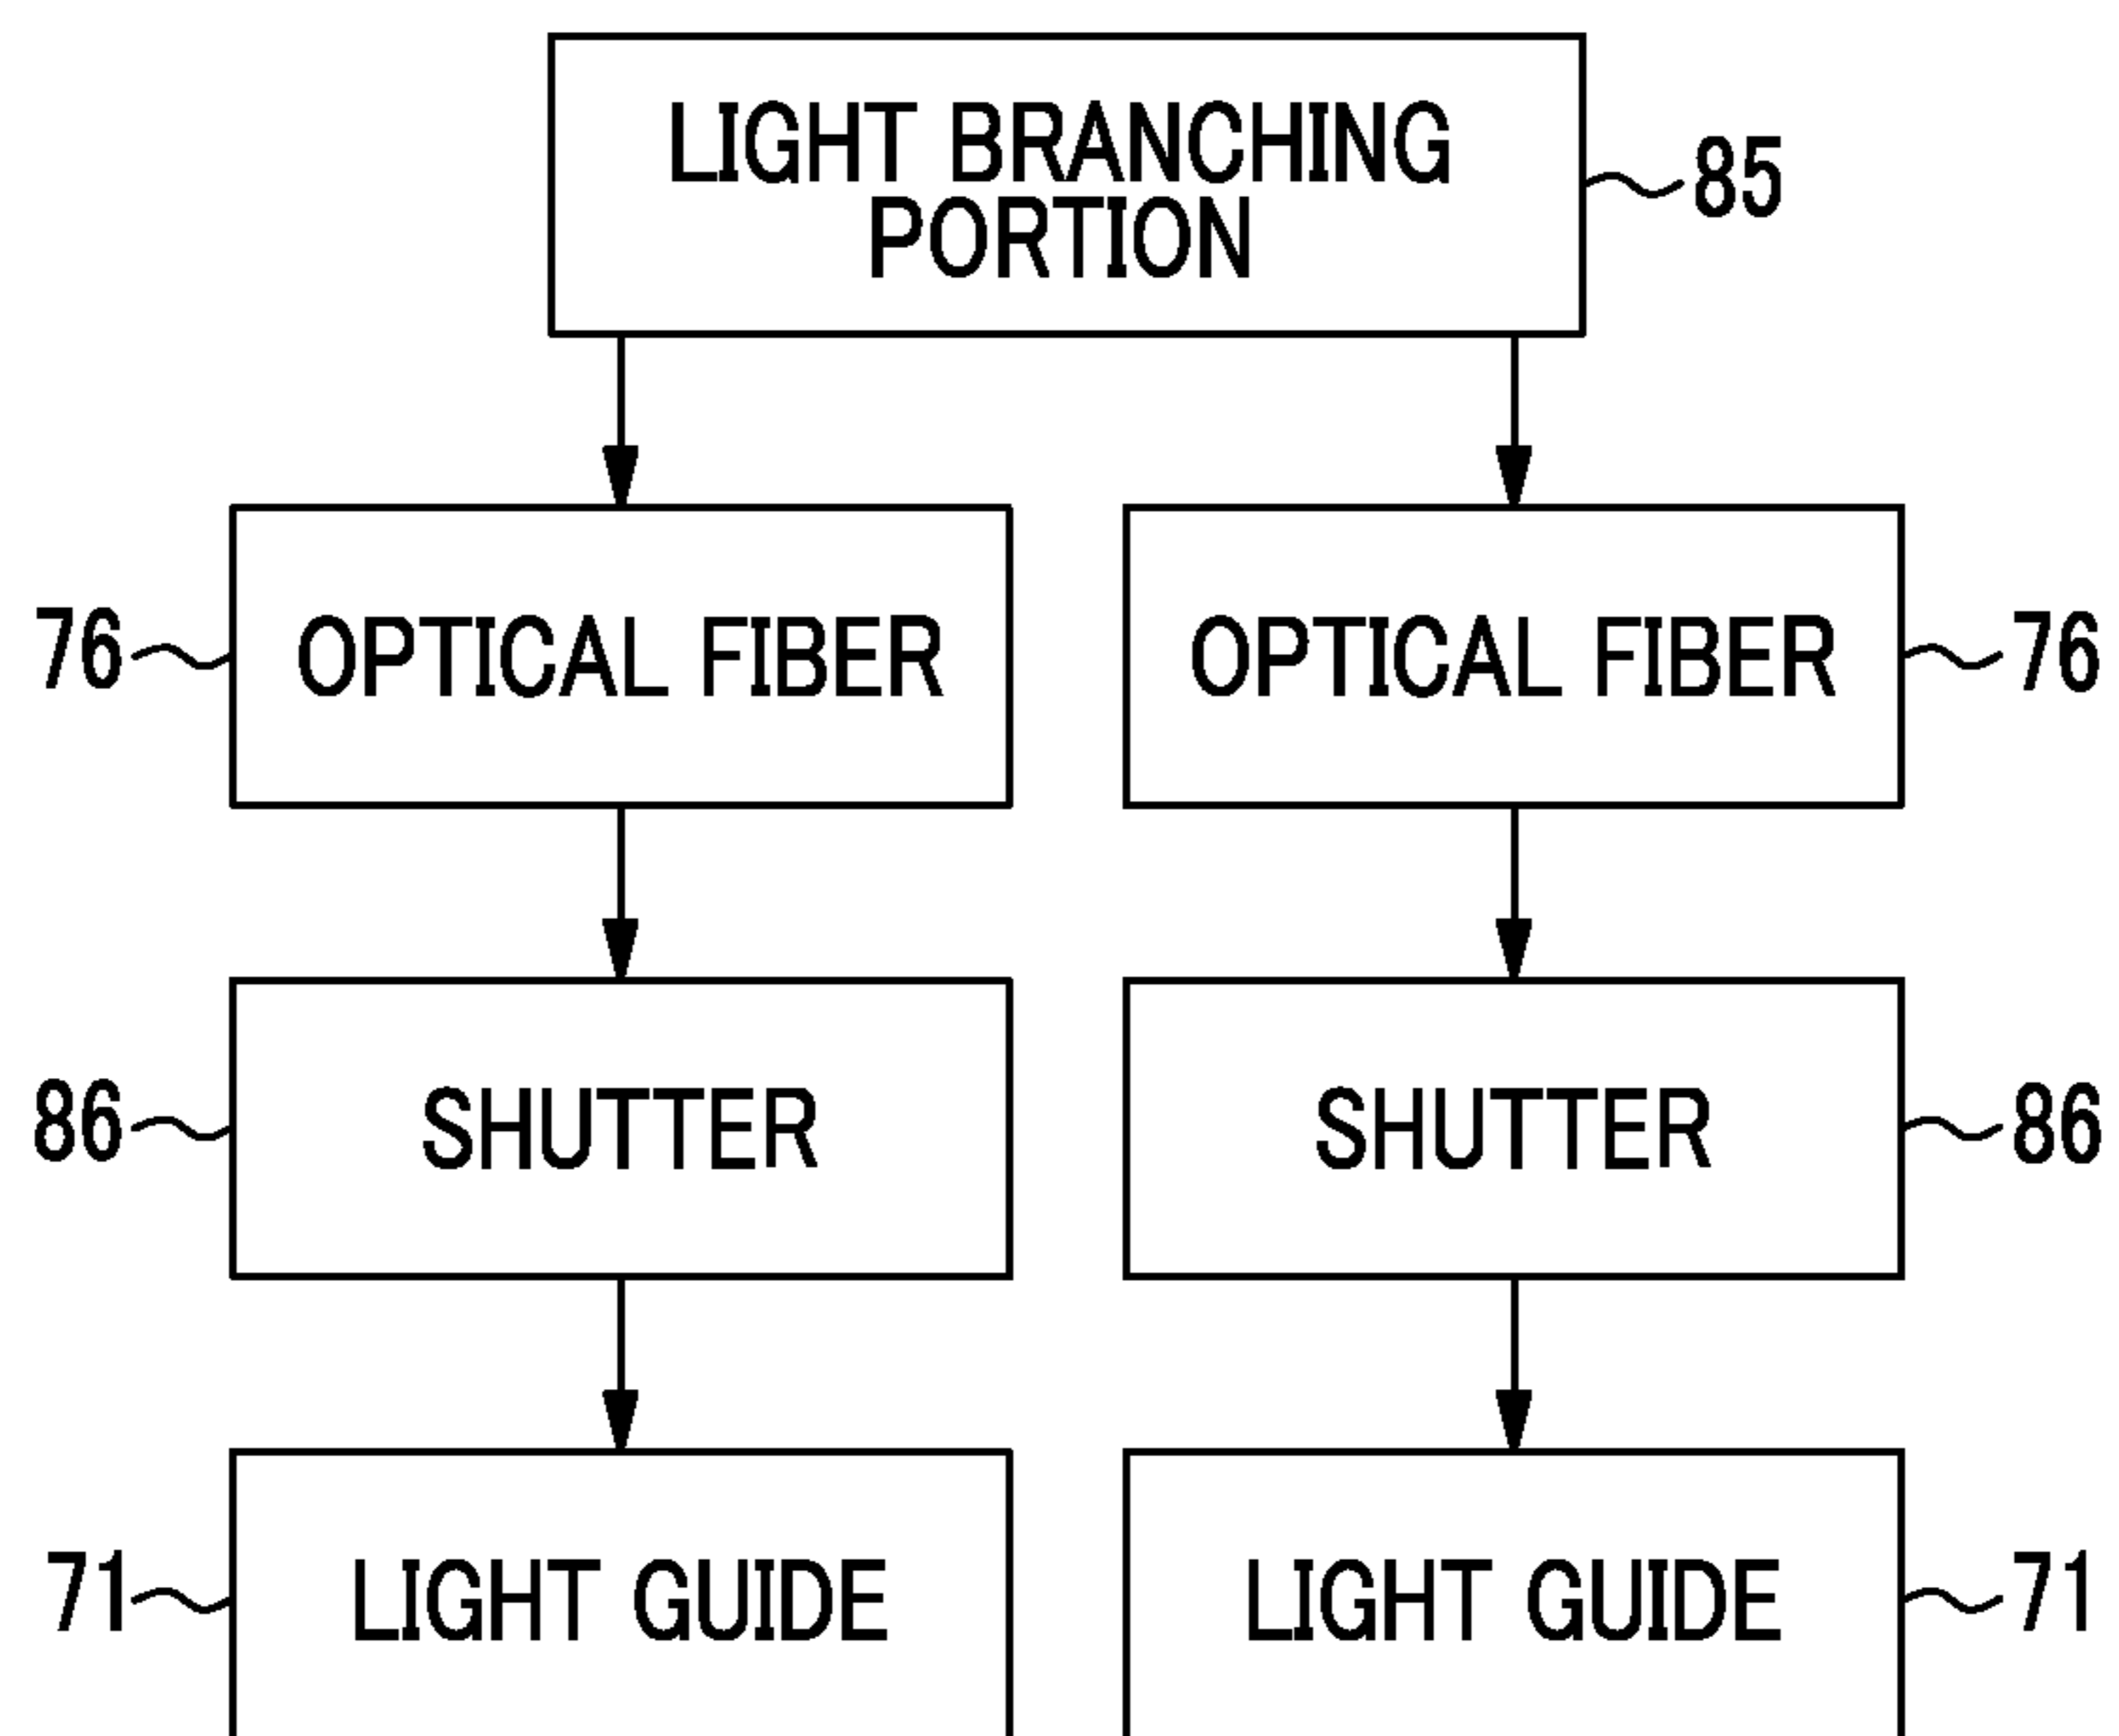 LIGHT BRANCHING
PORTION
85
76
OPTICAL FIBER
OPTICAL FIBER
76
86
SHUTTER
SHUTTER
86
71
LIGHT GUIDE
LIGHT GUIDE
71